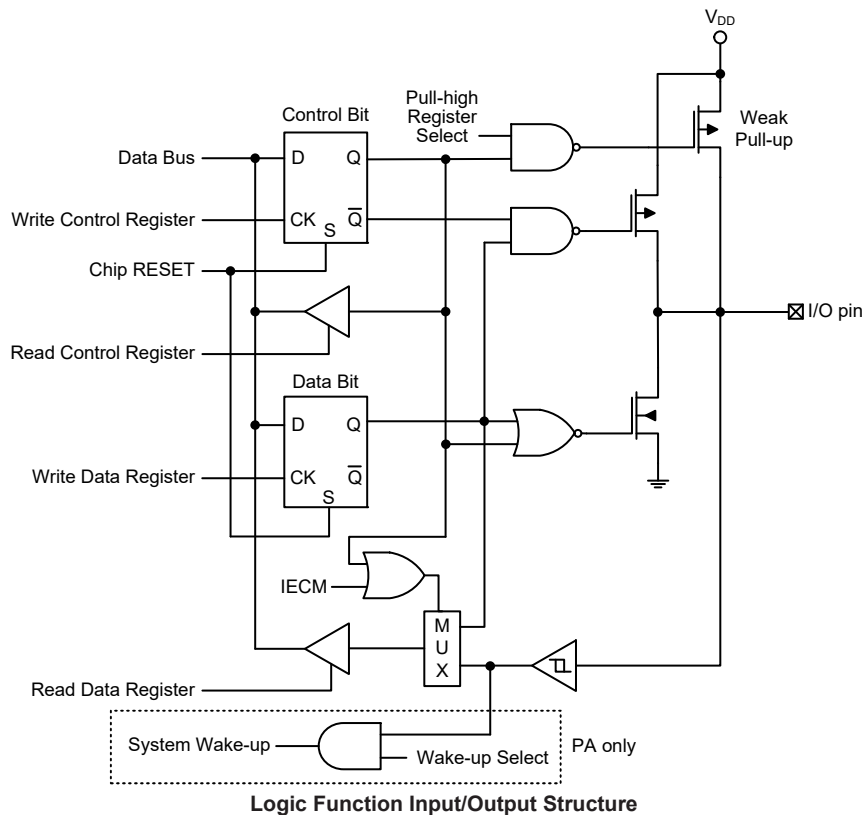 V_DD
Control Bit
Pull-high
Register
Select
Weak
Pull-up
Data Bus
D
Q
Write Control Register
CK
Q̅
S
Chip RESET
I/O pin
Read Control Register
Data Bit
D
Q
Write Data Register
CK
Q̅
S
IECM
M
U
X
Read Data Register
System Wake-up
Wake-up Select
PA only
Logic Function Input/Output Structure